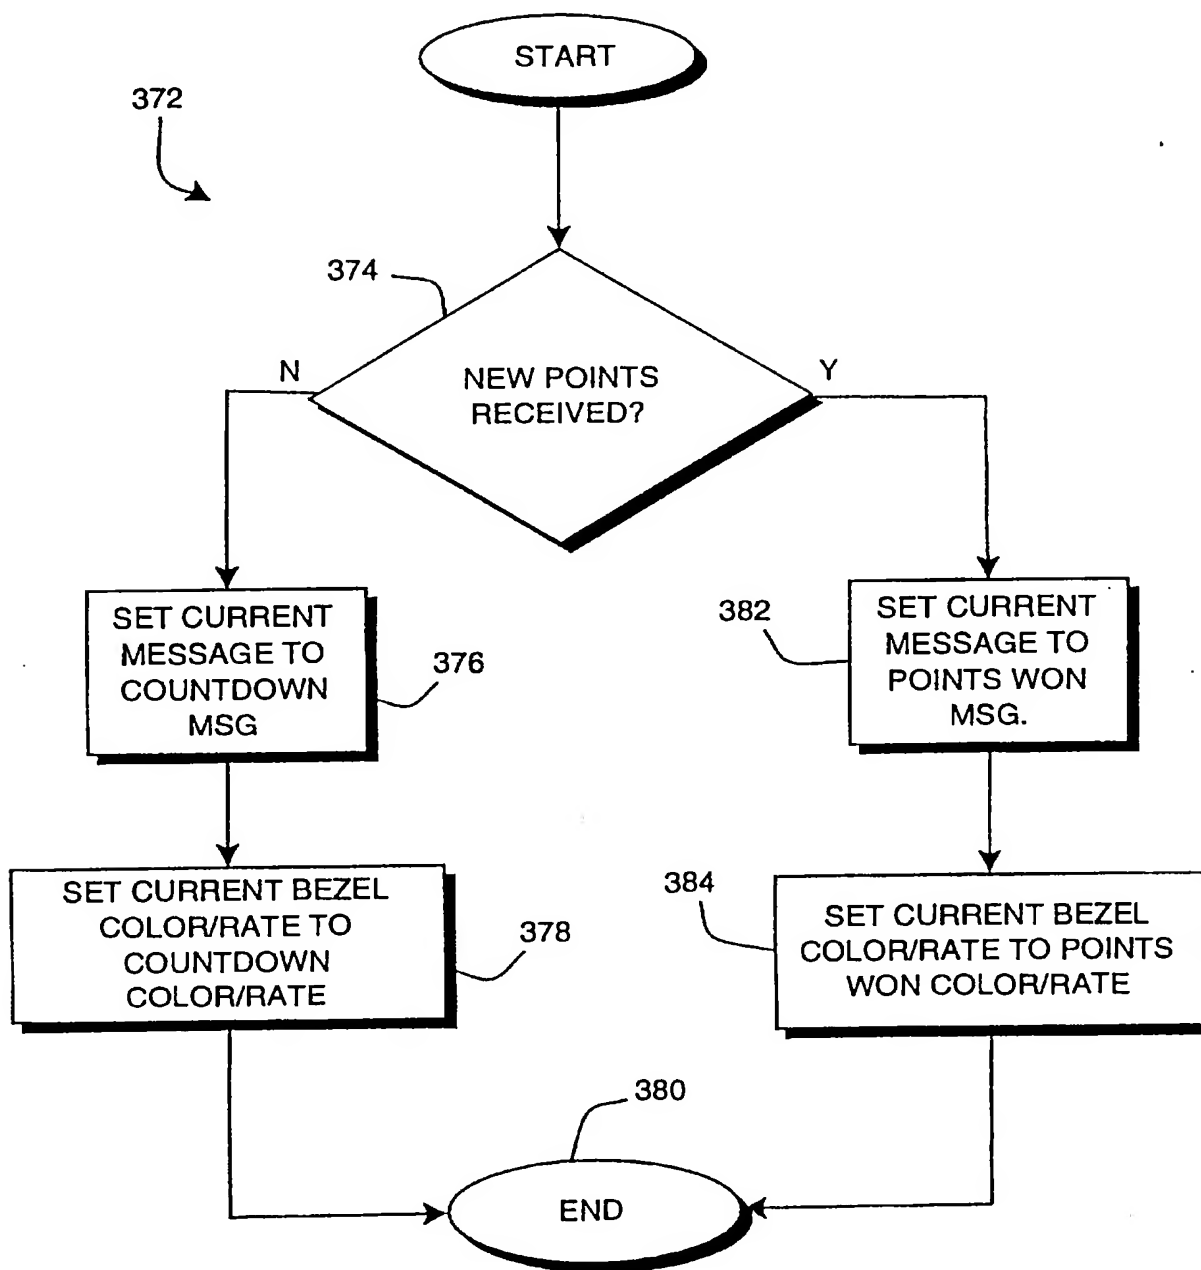 START
372
374
N
NEW POINTS
RECEIVED?
Y
SET CURRENT
MESSAGE TO
COUNTDOWN
MSG
376
382
SET CURRENT
MESSAGE TO
POINTS WON
MSG.
SET CURRENT BEZEL
COLOR/RATE TO
COUNTDOWN
COLOR/RATE
378
384
SET CURRENT BEZEL
COLOR/RATE TO POINTS
WON COLOR/RATE
380
END